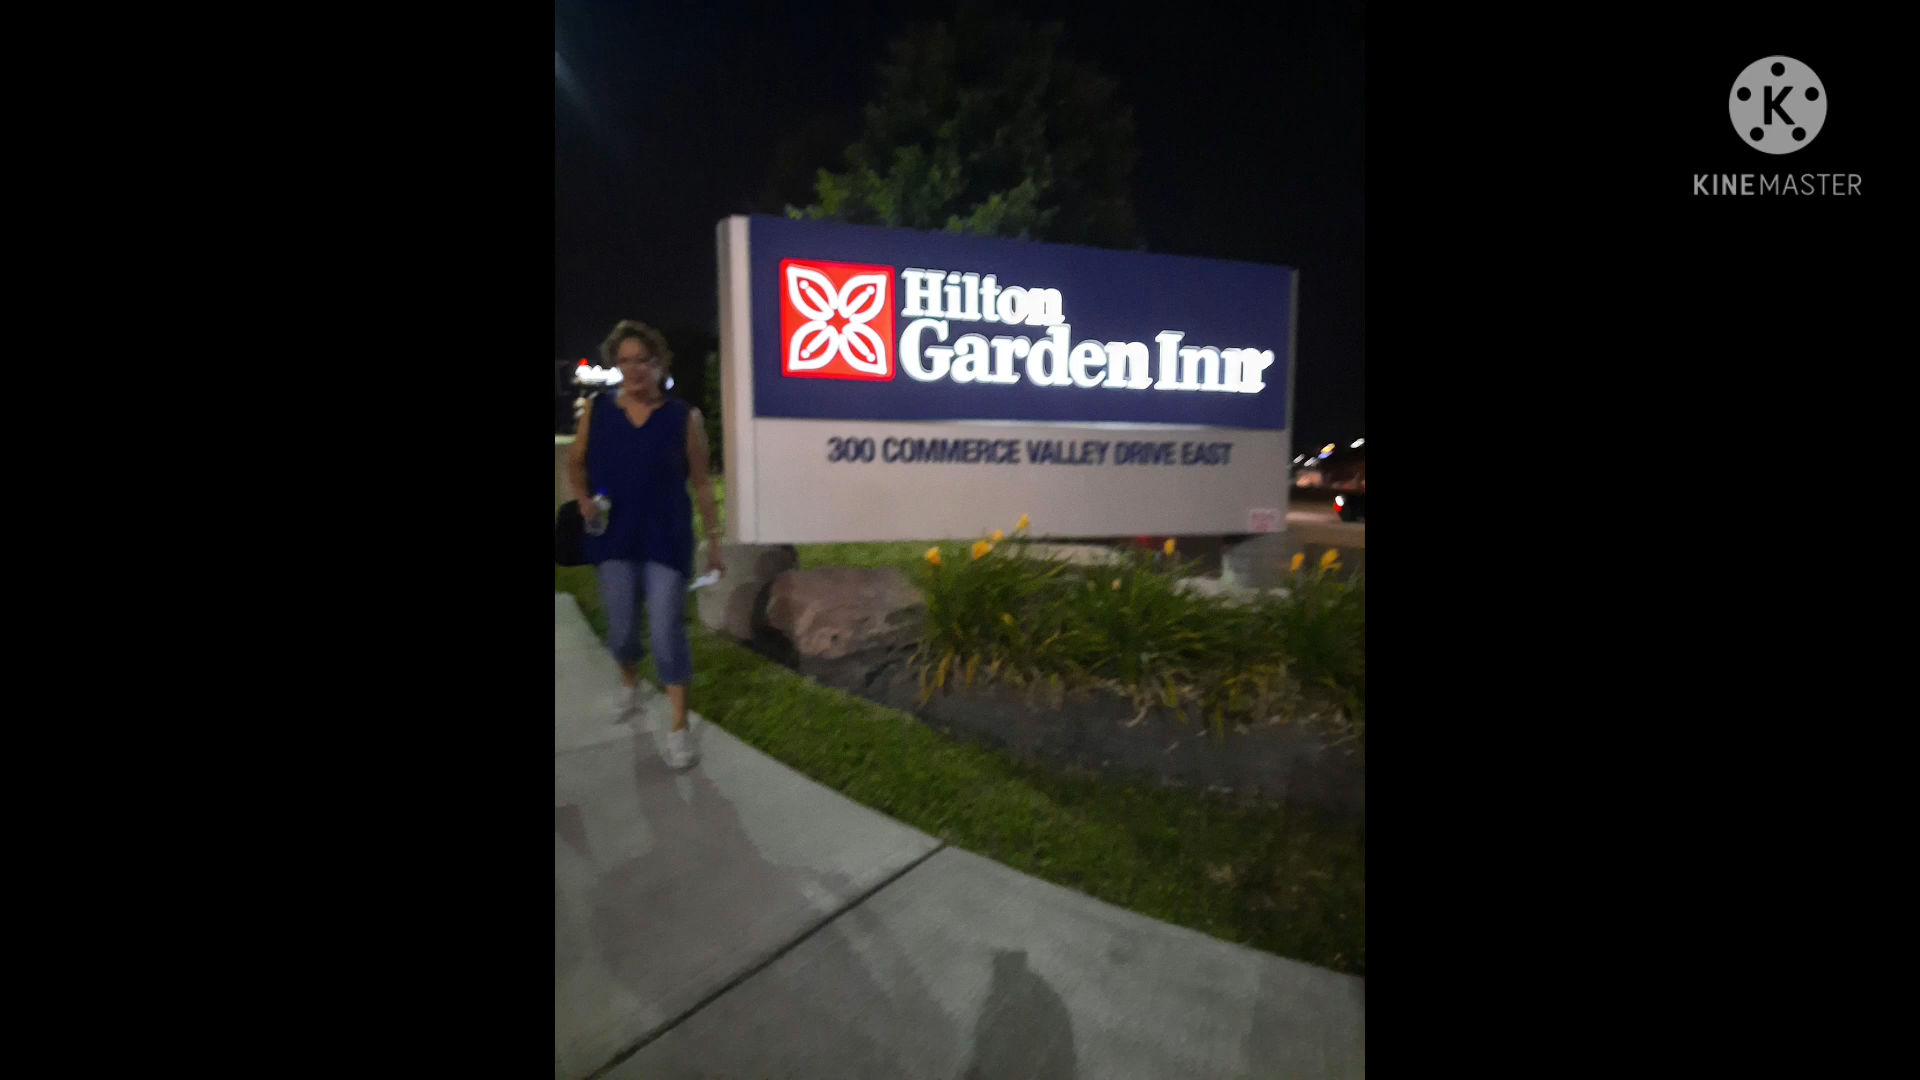 Hilton
Garden Inn
300 COMMERCE VALLEY DRIVE EAST
K
KINEMASTER